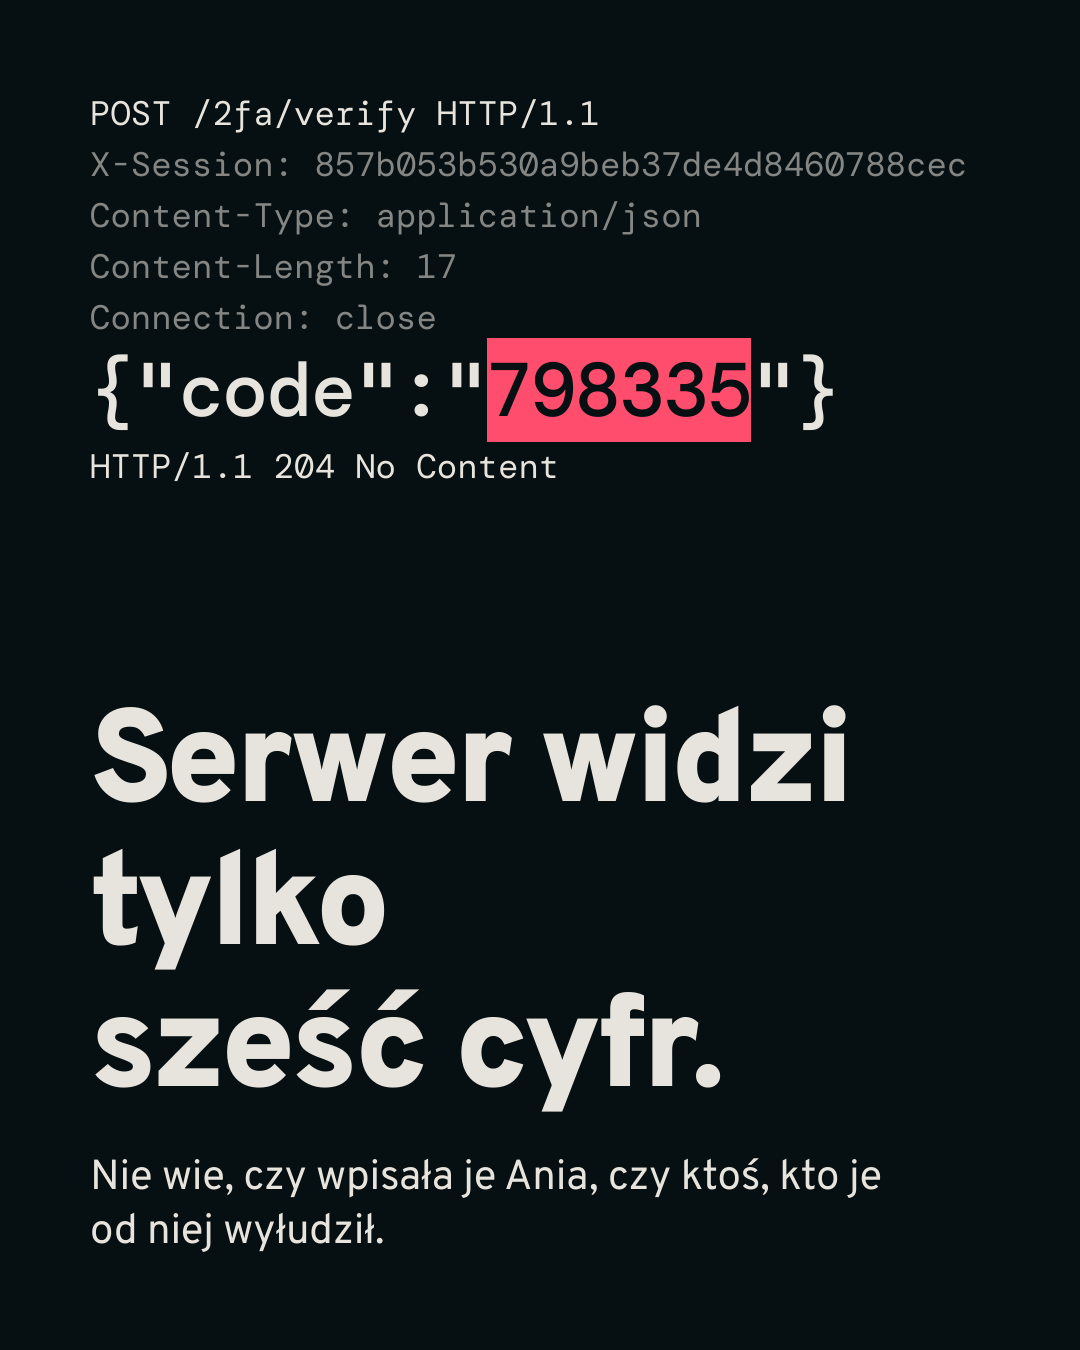 POST /2fa/verify HTTP/1.1
X-Session: 857b053b530a9beb37de4d8460788cec
Content-Type: application/json
Content-Length: 17
Connection: close
{"code":"798335"}
HTTP/1.1 204 No Content
Serwer widzi
tylko
sześć cyfr.
Nie wie, czy wpisała je Ania, czy ktoś, kto je
od niej wyłudził.